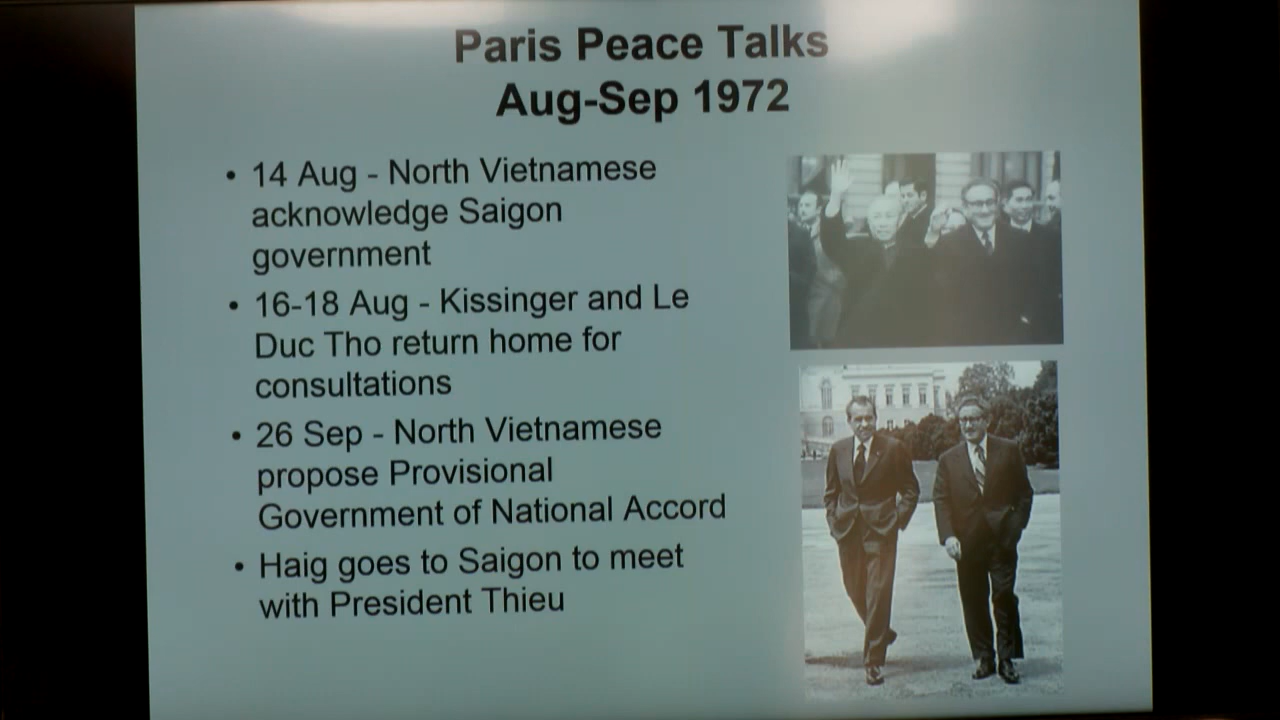 Paris Peace Talks
Aug-Sep 1972
• 14 Aug - North Vietnamese
acknowledge Saigon
government
• 16-18 Aug - Kissinger and Le
Duc Tho return home for
consultations
• 26 Sep - North Vietnamese
propose Provisional
Government of National Accord
• Haig goes to Saigon to meet
with President Thieu